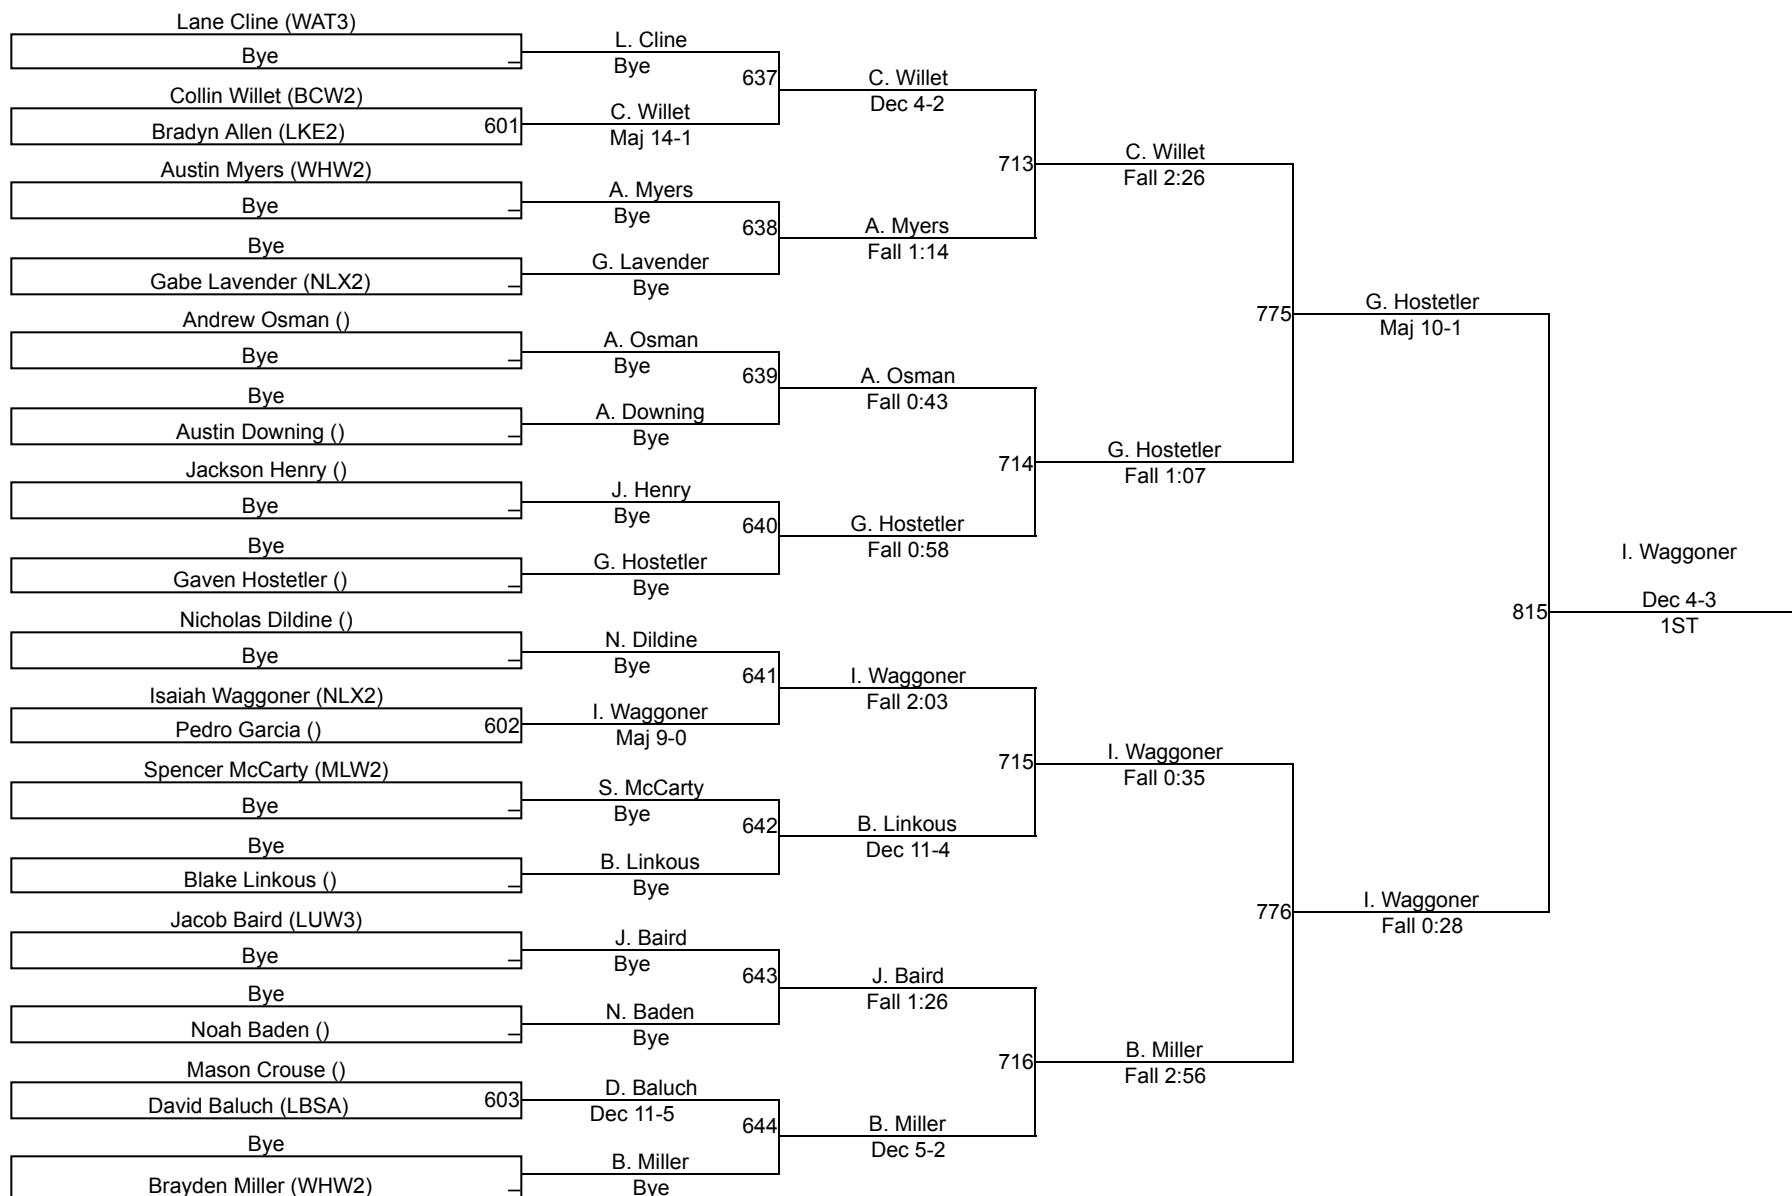 Lane Cline (WAT3)
Bye
_
Collin Willet (BCW2)
Bradyn Allen (LKE2)
601
Austin Myers (WHW2)
Bye
_
Bye
Gabe Lavender (NLX2)
_
Andrew Osman ()
Bye
_
Bye
Austin Downing ()
_
Jackson Henry ()
Bye
_
Bye
Gaven Hostetler ()
_
Nicholas Dildine ()
Bye
_
Isaiah Waggoner (NLX2)
Pedro Garcia ()
602
Spencer McCarty (MLW2)
Bye
_
Bye
Blake Linkous ()
_
Jacob Baird (LUW3)
Bye
_
Bye
Noah Baden ()
_
Mason Crouse ()
David Baluch (LBSA)
603
Bye
Brayden Miller (WHW2)
_
L. Cline
Bye
637
C. Willet
Maj 14-1
A. Myers
Bye
638
G. Lavender
Bye
A. Osman
Bye
639
A. Downing
Bye
J. Henry
Bye
640
G. Hostetler
Bye
N. Dildine
Bye
641
I. Waggoner
Maj 9-0
S. McCarty
Bye
642
B. Linkous
Bye
J. Baird
Bye
643
N. Baden
Bye
D. Baluch
Dec 11-5
644
B. Miller
Bye
C. Willet
Dec 4-2
713
A. Myers
Fall 1:14
A. Osman
Fall 0:43
714
G. Hostetler
Fall 0:58
I. Waggoner
Fall 2:03
715
B. Linkous
Dec 11-4
J. Baird
Fall 1:26
716
B. Miller
Dec 5-2
C. Willet
Fall 2:26
775
G. Hostetler
Fall 1:07
I. Waggoner
Fall 0:35
776
B. Miller
Fall 2:56
G. Hostetler
Maj 10-1
815
I. Waggoner
Fall 0:28
I. Waggoner
Dec 4-3
1ST